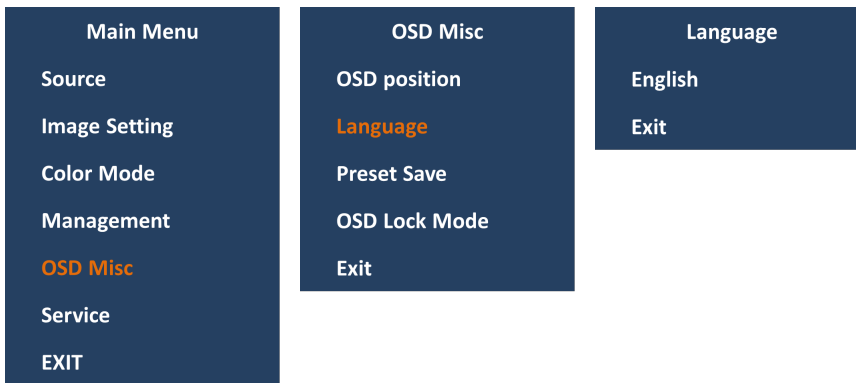 Main Menu
Source
Image Setting
Color Mode
Management
OSD Misc
Service
EXIT
OSD Misc
OSD position
Language
Preset Save
OSD Lock Mode
Exit
Language
English
Exit